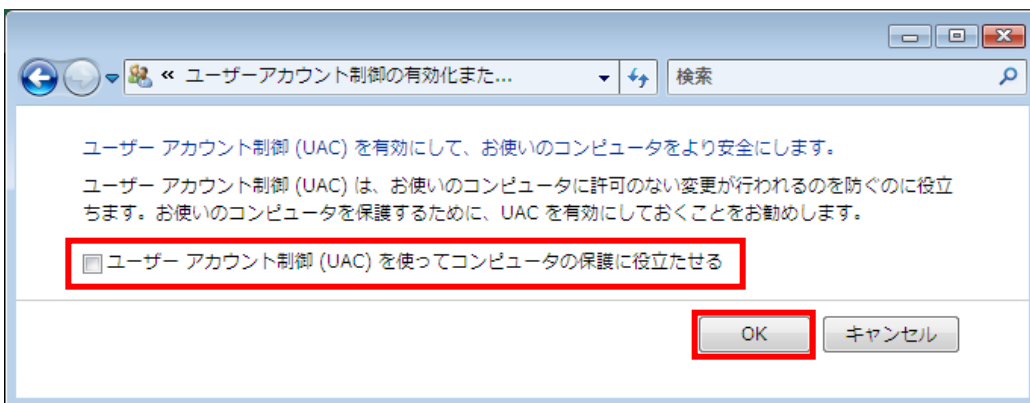 « ユーザーアカウント制御の有効化また...
検索
ユーザー アカウント制御 (UAC) を有効にして、お使いのコンピュータをより安全にします。
ユーザー アカウント制御 (UAC) は、お使いのコンピュータに許可のない変更が行われるのを防ぐのに役立
ちます。お使いのコンピュータを保護するために、UAC を有効にしておくことをお勧めします。
ユーザー アカウント制御 (UAC) を使ってコンピュータの保護に役立たせる
OK
キャンセル